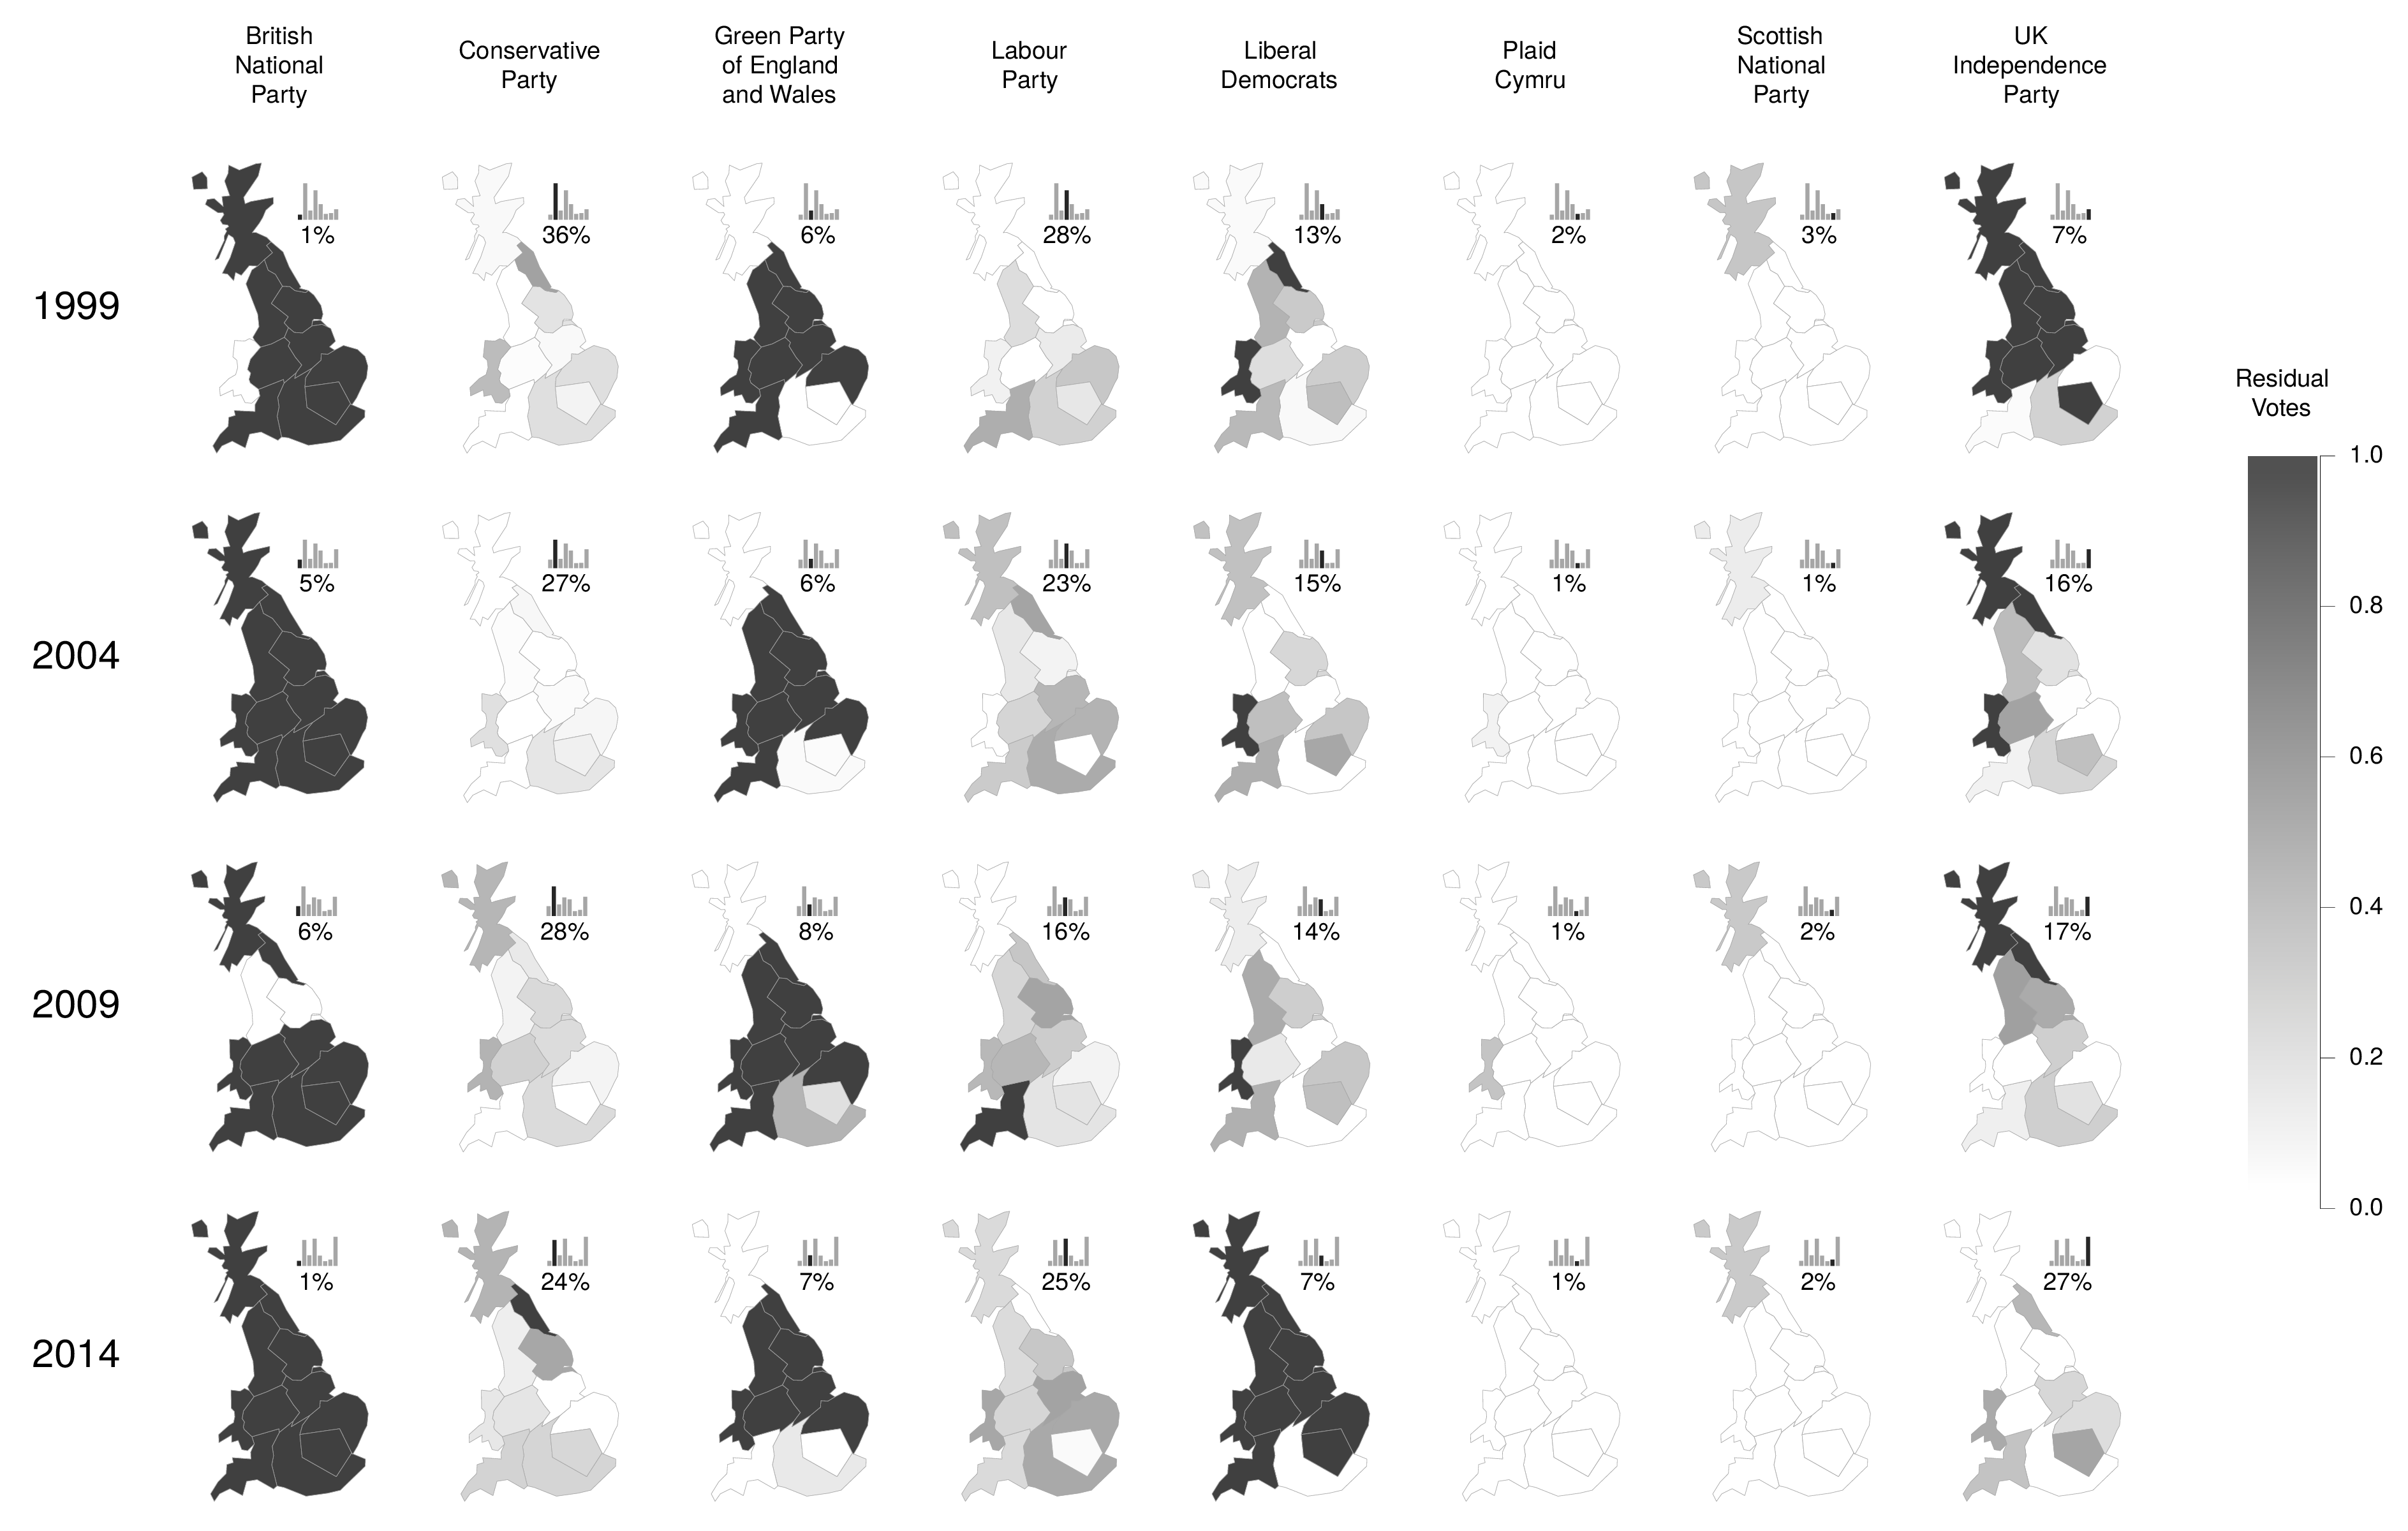 British
National
Party
Conservative
Party
Green Party
of England
and Wales
Labour
Party
Liberal
Democrats
Plaid
Cymru
Scottish
National
Party
UK
Independence
Party
1999
1%
36%
6%
28%
13%
2%
3%
7%
2004
5%
27%
6%
23%
15%
1%
1%
16%
2009
6%
28%
8%
16%
14%
1%
2%
17%
2014
1%
24%
7%
25%
7%
1%
2%
27%
Residual
Votes
1.0
0.8
0.6
0.4
0.2
0.0